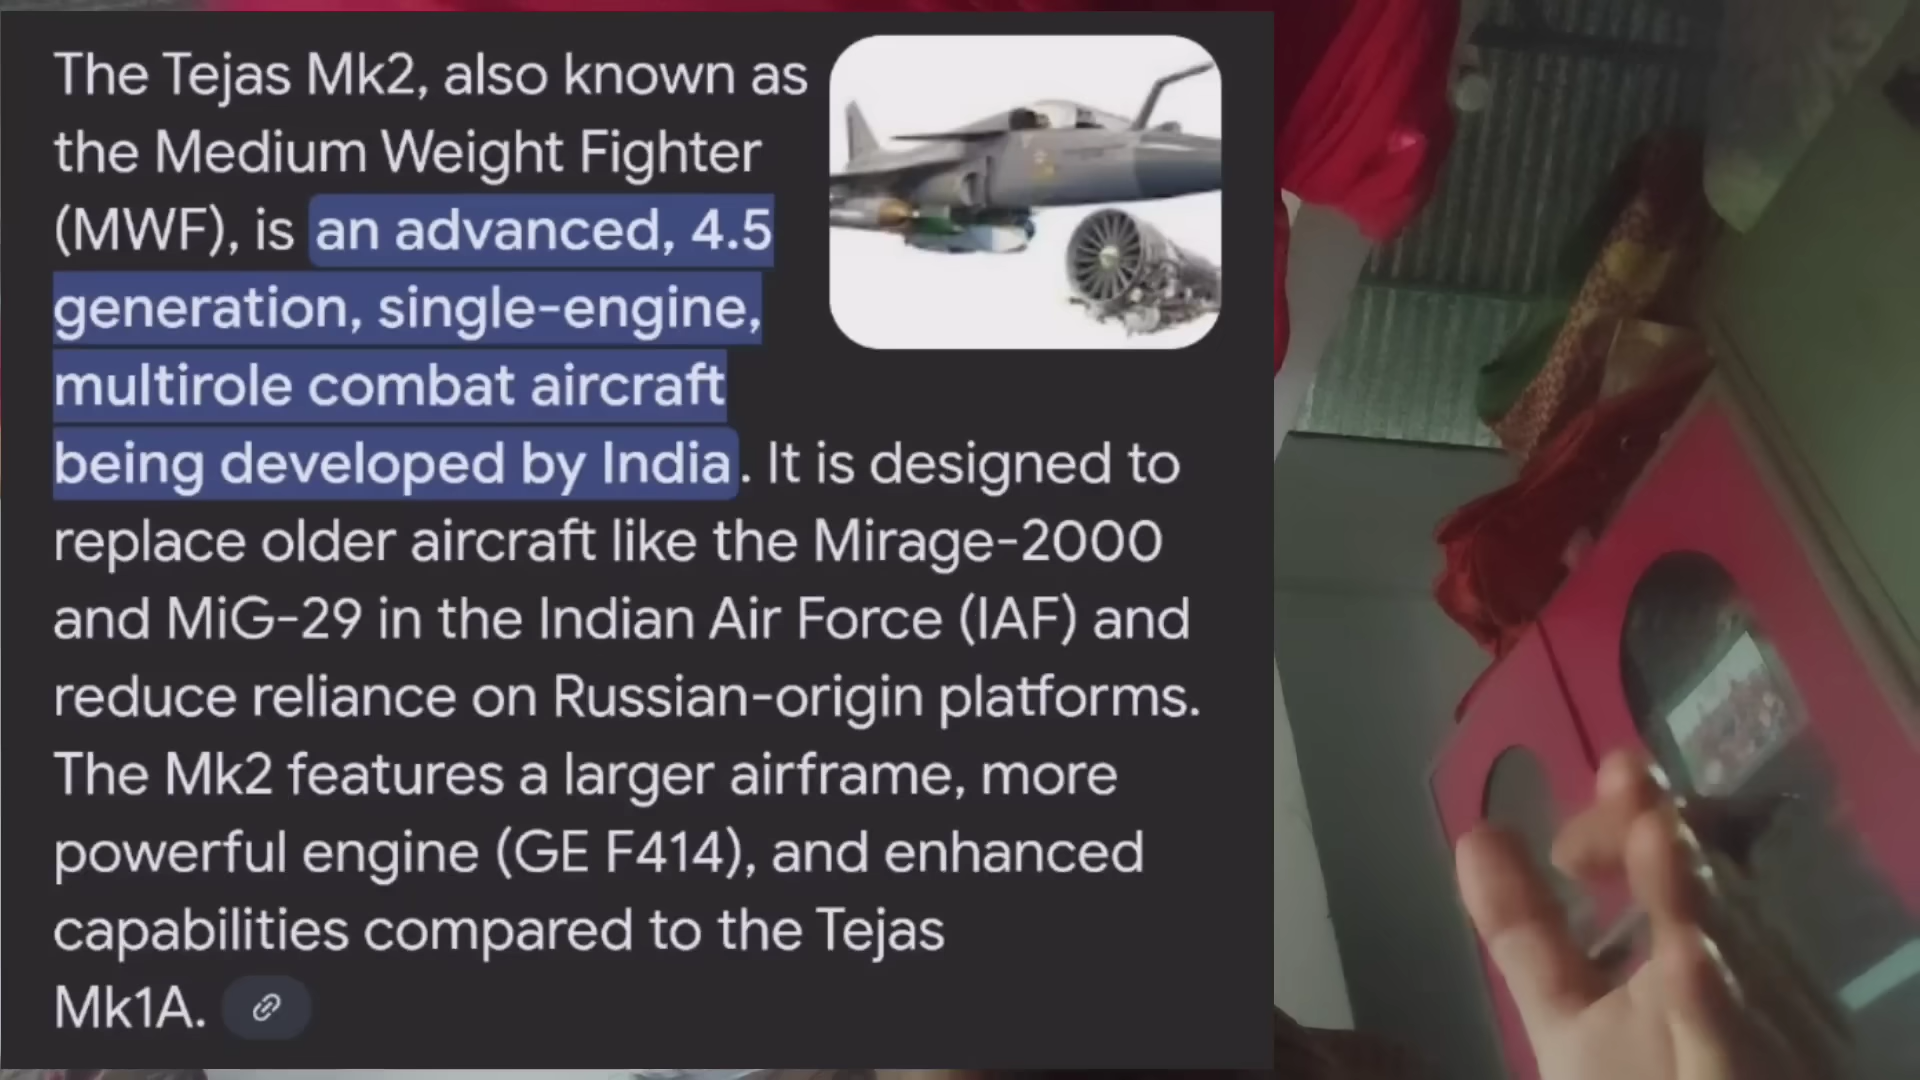 The Tejas Mk2, also known as
the Medium Weight Fighter
(MWF), is an advanced, 4.5
generation, single-engine,
multirole combat aircraft
being developed by India. It is designed to
replace older aircraft like the Mirage-2000
and MiG-29 in the Indian Air Force (IAF) and
reduce reliance on Russian-origin platforms.
The Mk2 features a larger airframe, more
powerful engine (GE F414), and enhanced
capabilities compared to the Tejas
Mk1A.